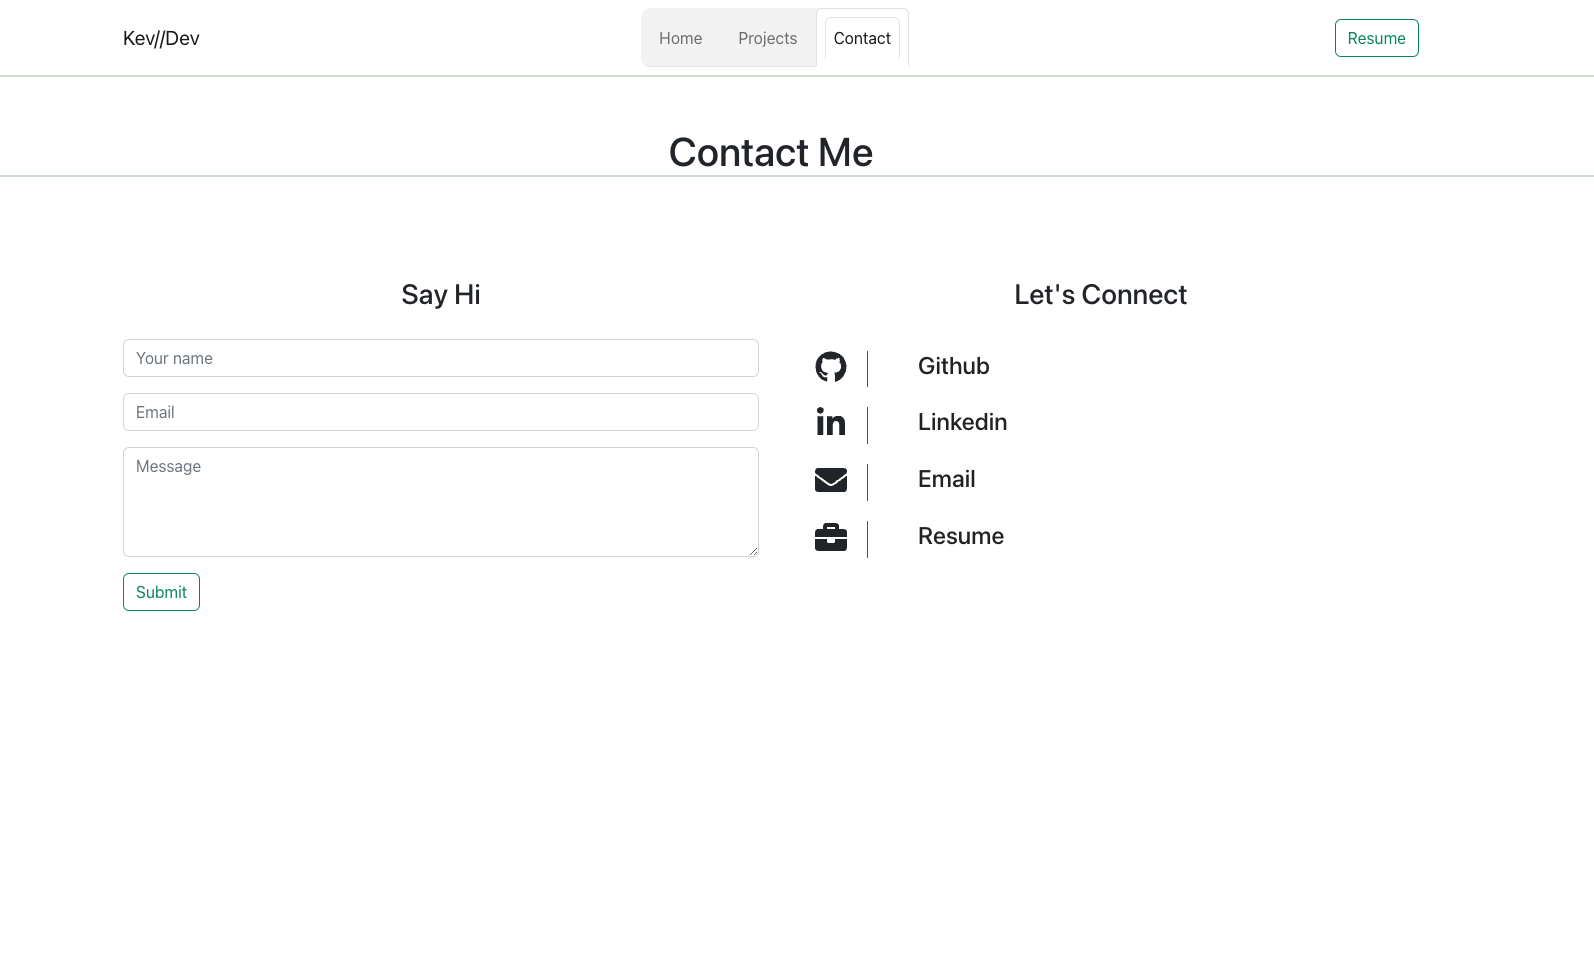 Kev//Dev
Home
Projects
Contact
Resume
Contact Me
Say Hi
Your name
Email
Message
Submit
Let's Connect
Github
Linkedin
Email
Resume